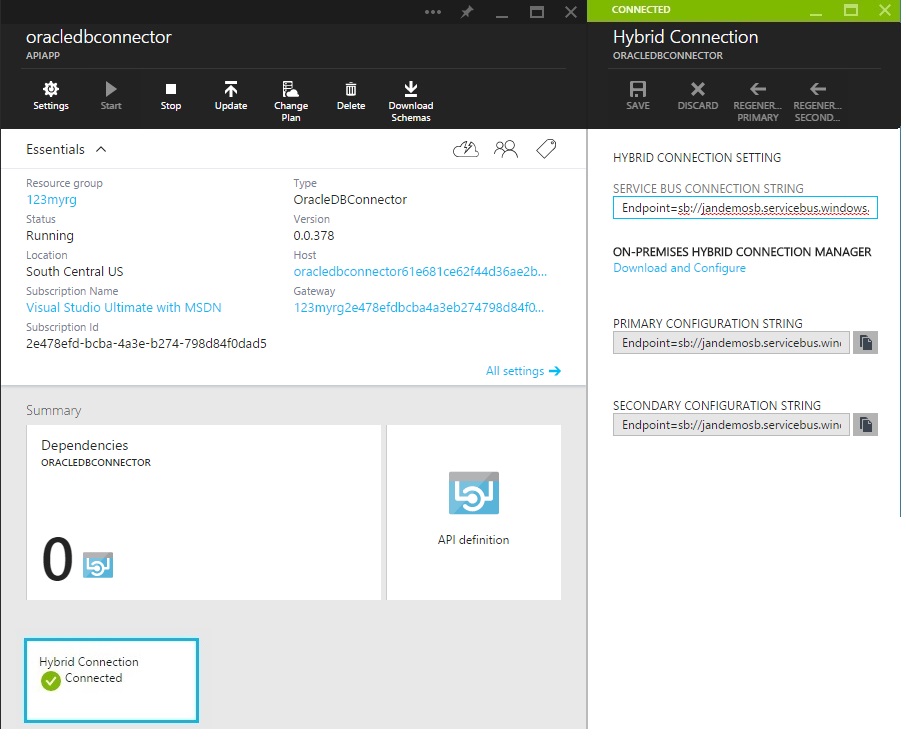 oracledbconnector
APIAPP
Settings
Start
Stop
Update
Change
Plan
Delete
Download
Schemas
Essentials
Resource group
123myrg
Status
Running
Location
South Central US
Subscription Name
Visual Studio Ultimate with MSDN
Subscription Id
2e478efd-bcba-4a3e-b274-798d84f0dad5
Type
OracleDBConnector
Version
0.0.378
Host
oracledbconnector61e681ce62f44d36ae2b...
Gateway
123myrg2e478efdbcba4a3eb274798d84f0...
All settings
Summary
Dependencies
ORACLEDBCONNECTOR
0
API definition
Hybrid Connection
Connected
CONNECTED
Hybrid Connection
ORACLEDBCONNECTOR
SAVE
DISCARD
REGENER...
PRIMARY
REGENER...
SECOND...
HYBRID CONNECTION SETTING
SERVICE BUS CONNECTION STRING
Endpoint=sb://jandemosb.servicebus.windows.
ON-PREMISES HYBRID CONNECTION MANAGER
Download and Configure
PRIMARY CONFIGURATION STRING
Endpoint=sb://jandemosb.servicebus.win
SECONDARY CONFIGURATION STRING
Endpoint=sb://jandemosb.servicebus.win